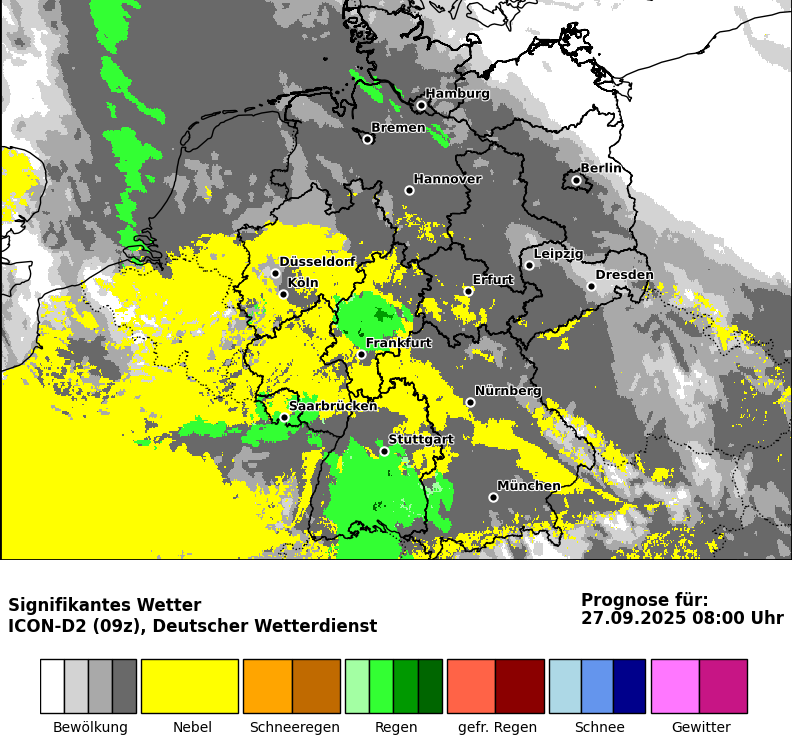 Hamburg
Bremen
Berlin
Hannover
Leipzig
Düsseldorf
Dresden
Köln
Erfurt
Frankfurt
Nürnberg
Saarbrücken
Stuttgart
München
Signifikantes Wetter
ICON-D2 (09z), Deutscher Wetterdienst
Prognose für:
27.09.2025 08:00 Uhr
Bewölkung Nebel Schneeregen Regen gefr. Regen Schnee Gewitter